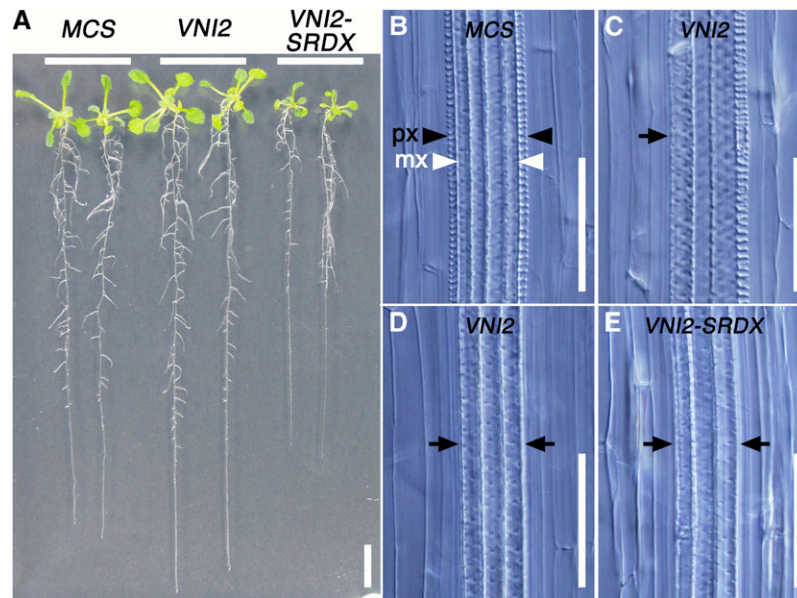 A
MCS
VNI2
VNI2-
SRDX
B
MCS
px
mx
C
VNI2
D
VNI2
E
VNI2-SRDX